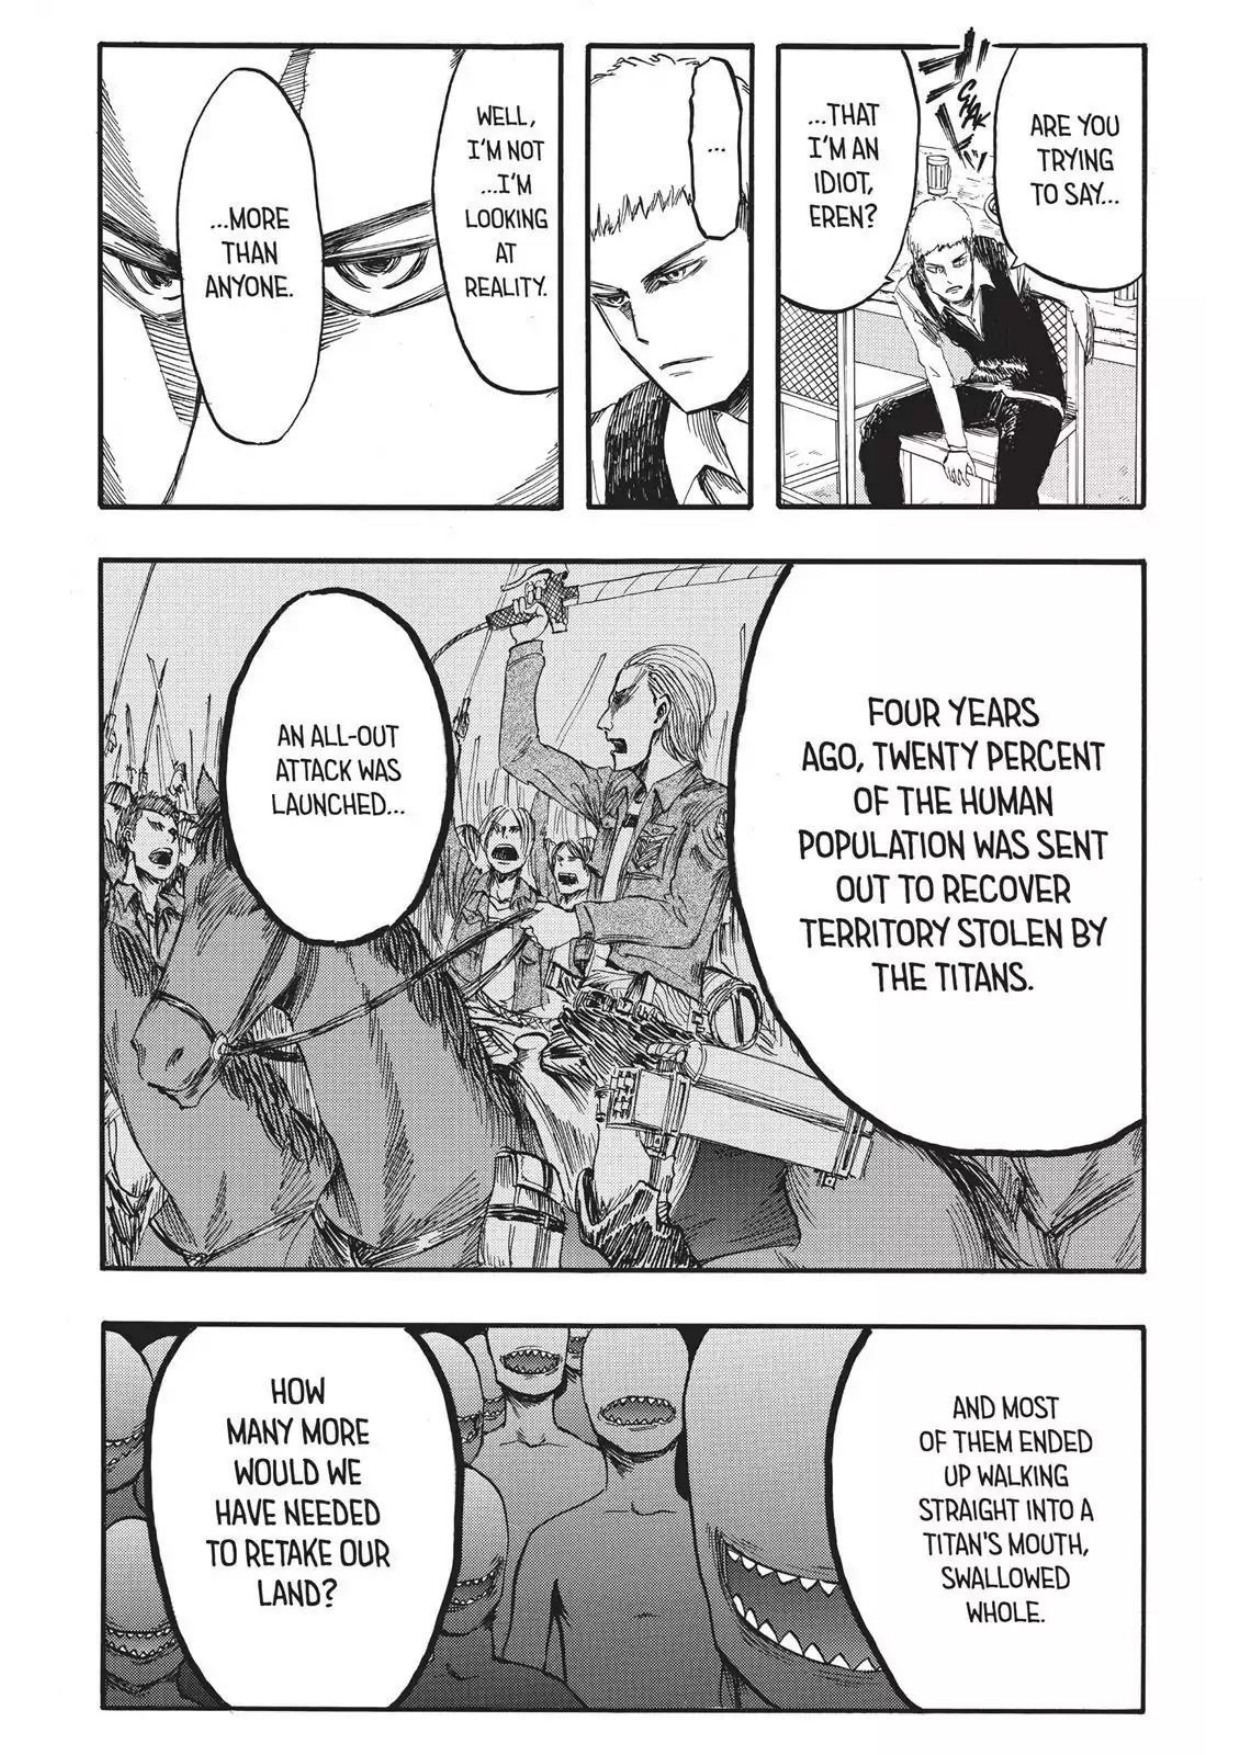 ARE YOU
TRYING
TO SAY...
CHAK
...THAT
I'M AN
IDIOT,
EREN?
...
WELL,
I'M NOT
...I'M
LOOKING
AT
REALITY.
...MORE
THAN
ANYONE.
FOUR YEARS
AGO, TWENTY PERCENT
OF THE HUMAN
POPULATION WAS SENT
OUT TO RECOVER
TERRITORY STOLEN BY
THE TITANS.
AN ALL-OUT
ATTACK WAS
LAUNCHED...
AND MOST
OF THEM ENDED
UP WALKING
STRAIGHT INTO A
TITAN'S MOUTH,
SWALLOWED
WHOLE.
HOW
MANY MORE
WOULD WE
HAVE NEEDED
TO RETAKE OUR
LAND?